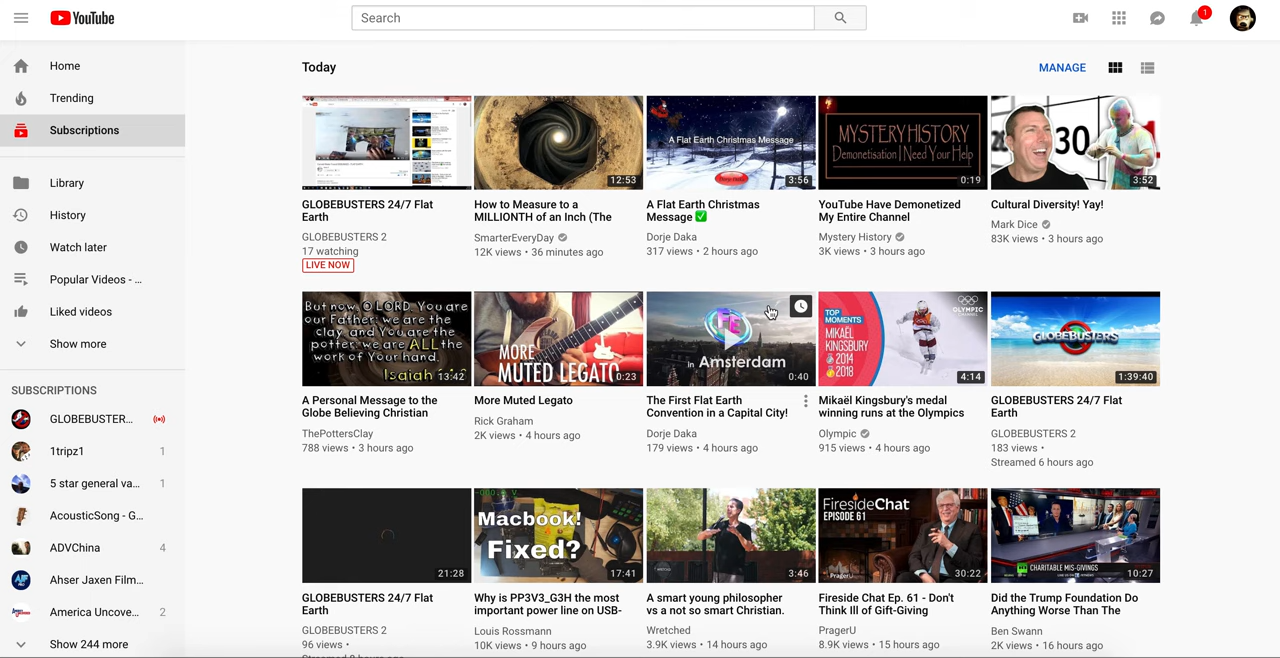 YouTube
Search
1
Home
Trending
Subscriptions
Library
History
Watch later
Popular Videos - ...
Liked videos
Show more
SUBSCRIPTIONS
GLOBEBUSTER...
1tripz1 1
5 star general va... 1
AcousticSong - G...
ADVChina 4
Ahser Jaxen Film...
America Uncove... 2
Show 244 more
Today
MANAGE
GLOBEBUSTERS 24/7 Flat
Earth
GLOBEBUSTERS 2
17 watching
LIVE NOW
12:53
How to Measure to a
MILLIONTH of an Inch (The
SmarterEveryDay
12K views • 36 minutes ago
A Flat Earth Christmas Message
3:56
A Flat Earth Christmas
Message ✅
Dorje Daka
317 views • 2 hours ago
MYSTERY HISTORY
Demonetisation I Need Your Help
0:19
YouTube Have Demonetized
My Entire Channel
Mystery History
3K views • 3 hours ago
30
3:52
Cultural Diversity! Yay!
Mark Dice
83K views • 3 hours ago
But now, O LORD, You are
our Father; we are the
clay and You are the
potter; we are ALL the
work of Your hand.
Isaiah
13:42
A Personal Message to the
Globe Believing Christian
ThePottersClay
788 views • 3 hours ago
MORE
MUTED LEGATO
0:23
More Muted Legato
Rick Graham
2K views • 4 hours ago
FE
in Amsterdam
0:40
The First Flat Earth
Convention in a Capital City!
Dorje Daka
179 views • 4 hours ago
TOP
MOMENTS
MIKAËL
KINGSBURY
2014
2018
OLYMPIC
CHANNEL
4:14
Mikaël Kingsbury's medal
winning runs at the Olympics
Olympic
915 views • 4 hours ago
GLOBEBUSTERS
1:39:40
GLOBEBUSTERS 24/7 Flat
Earth
GLOBEBUSTERS 2
183 views •
Streamed 6 hours ago
21:28
GLOBEBUSTERS 24/7 Flat
Earth
GLOBEBUSTERS 2
96 views •
Macbook!
Fixed?
17:41
Why is PP3V3_G3H the most
important power line on USB-
Louis Rossmann
10K views • 9 hours ago
3:46
A smart young philosopher
vs a not so smart Christian.
Wretched
3.9K views • 14 hours ago
FiresideChat
EPISODE 61
PragerU
30:22
Fireside Chat Ep. 61 - Don't
Think Ill of Gift-Giving
PragerU
8.9K views • 15 hours ago
CHARITABLE MIS-GIVINGS
10:27
Did the Trump Foundation Do
Anything Worse Than The
Ben Swann
2K views • 16 hours ago